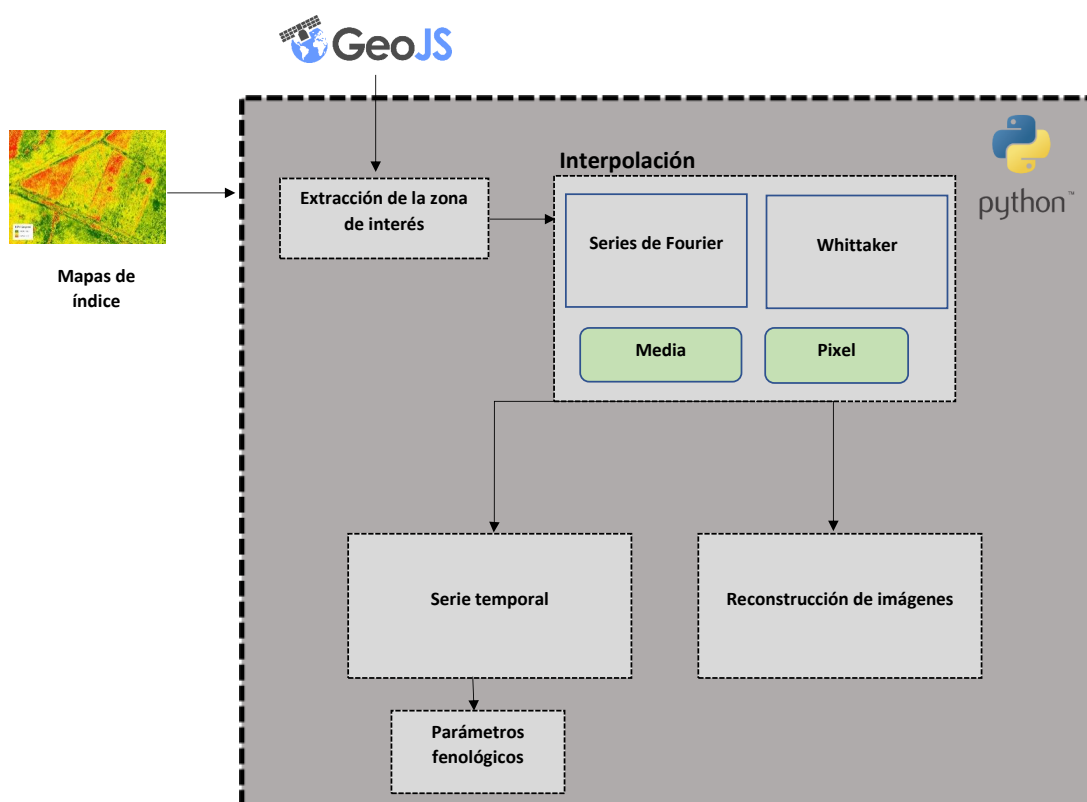 GeoJS
Mapas de
índice
Extracción de la zona
de interés
Interpolación
Series de Fourier
Whittaker
Media
Pixel
python™
Serie temporal
Reconstrucción de imágenes
Parámetros
fenológicos